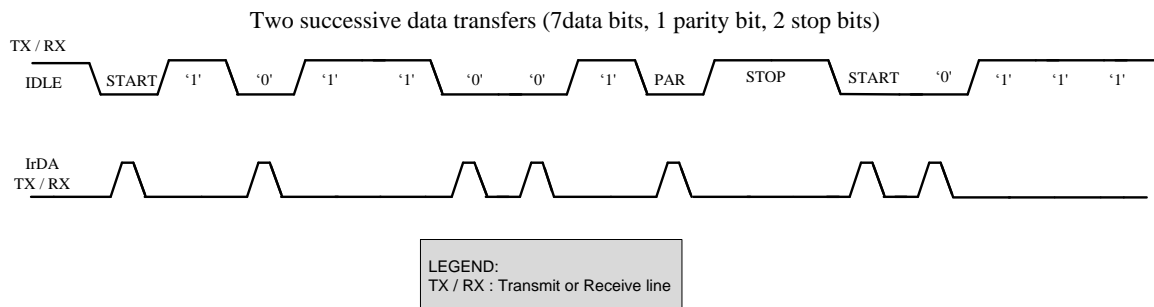 Two successive data transfers (7data bits, 1 parity bit, 2 stop bits)
TX / RX
IDLE START ‘1’ ‘0’ ‘1’ ‘1’ ‘0’ ‘0’ ‘1’ PAR STOP START ‘0’ ‘1’ ‘1’ ‘1’
IrDA
TX / RX
LEGEND:
TX / RX : Transmit or Receive line